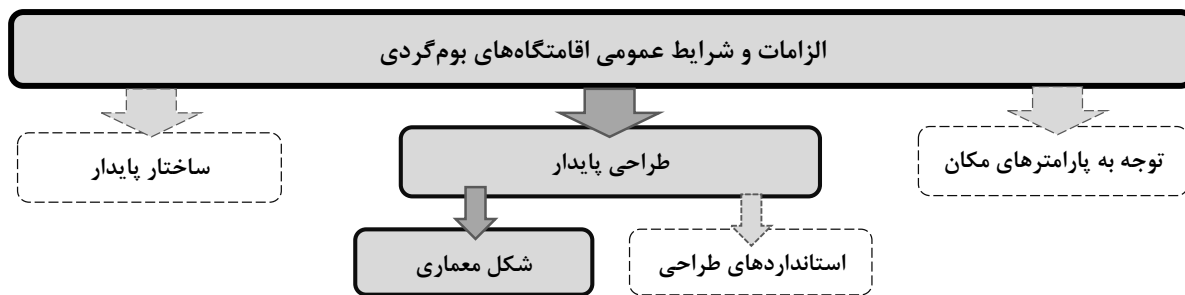 الزامات و شرایط عمومی اقامتگاه‌های بوم‌گردی
توجه به پارامترهای مکان
طراحی پایدار
ساختار پایدار
استانداردهای طراحی
شکل معماری